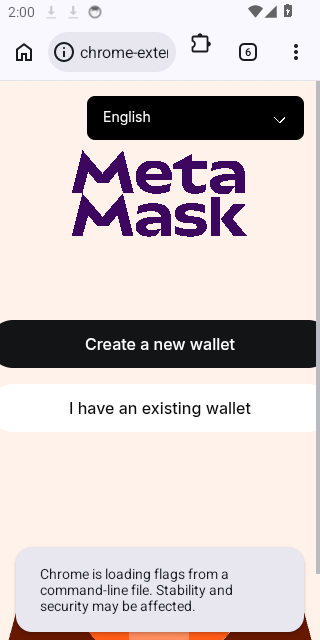 2:00
chrome-exte
6
English
Meta
Mask
Create a new wallet
I have an existing wallet
Chrome is loading flags from a
command-line file. Stability and
security may be affected.